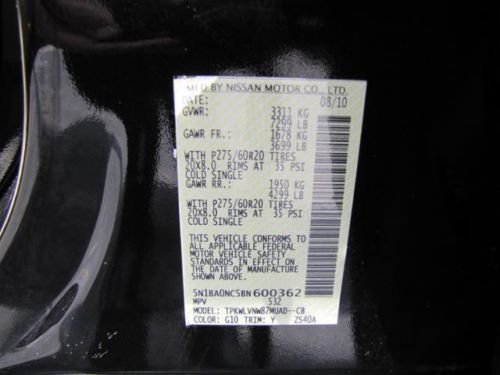 MFD BY NISSAN MOTOR CO., LTD.
DATE: 08/10
GVWR: 3311 KG
7299 LB
GAWR FR.: 1678 KG
3699 LB
WITH P275/60R20 TIRES
20X8.0 RIMS AT 35 PSI
COLD SINGLE
GAWR RR.: 1950 KG
4299 LB
WITH P275/60R20 TIRES
20X8.0 RIMS AT 35 PSI
COLD SINGLE
THIS VEHICLE CONFORMS TO
ALL APPLICABLE FEDERAL
MOTOR VEHICLE SAFETY
STANDARDS IN EFFECT ON
THE DATE OF MANUFACTURE
SHOWN ABOVE.
5N1BA0NC5BN600362
MPV 532
MODEL: TPKWLVNW87MUAD--CB
COLOR: G10 TRIM: Y ZS40A